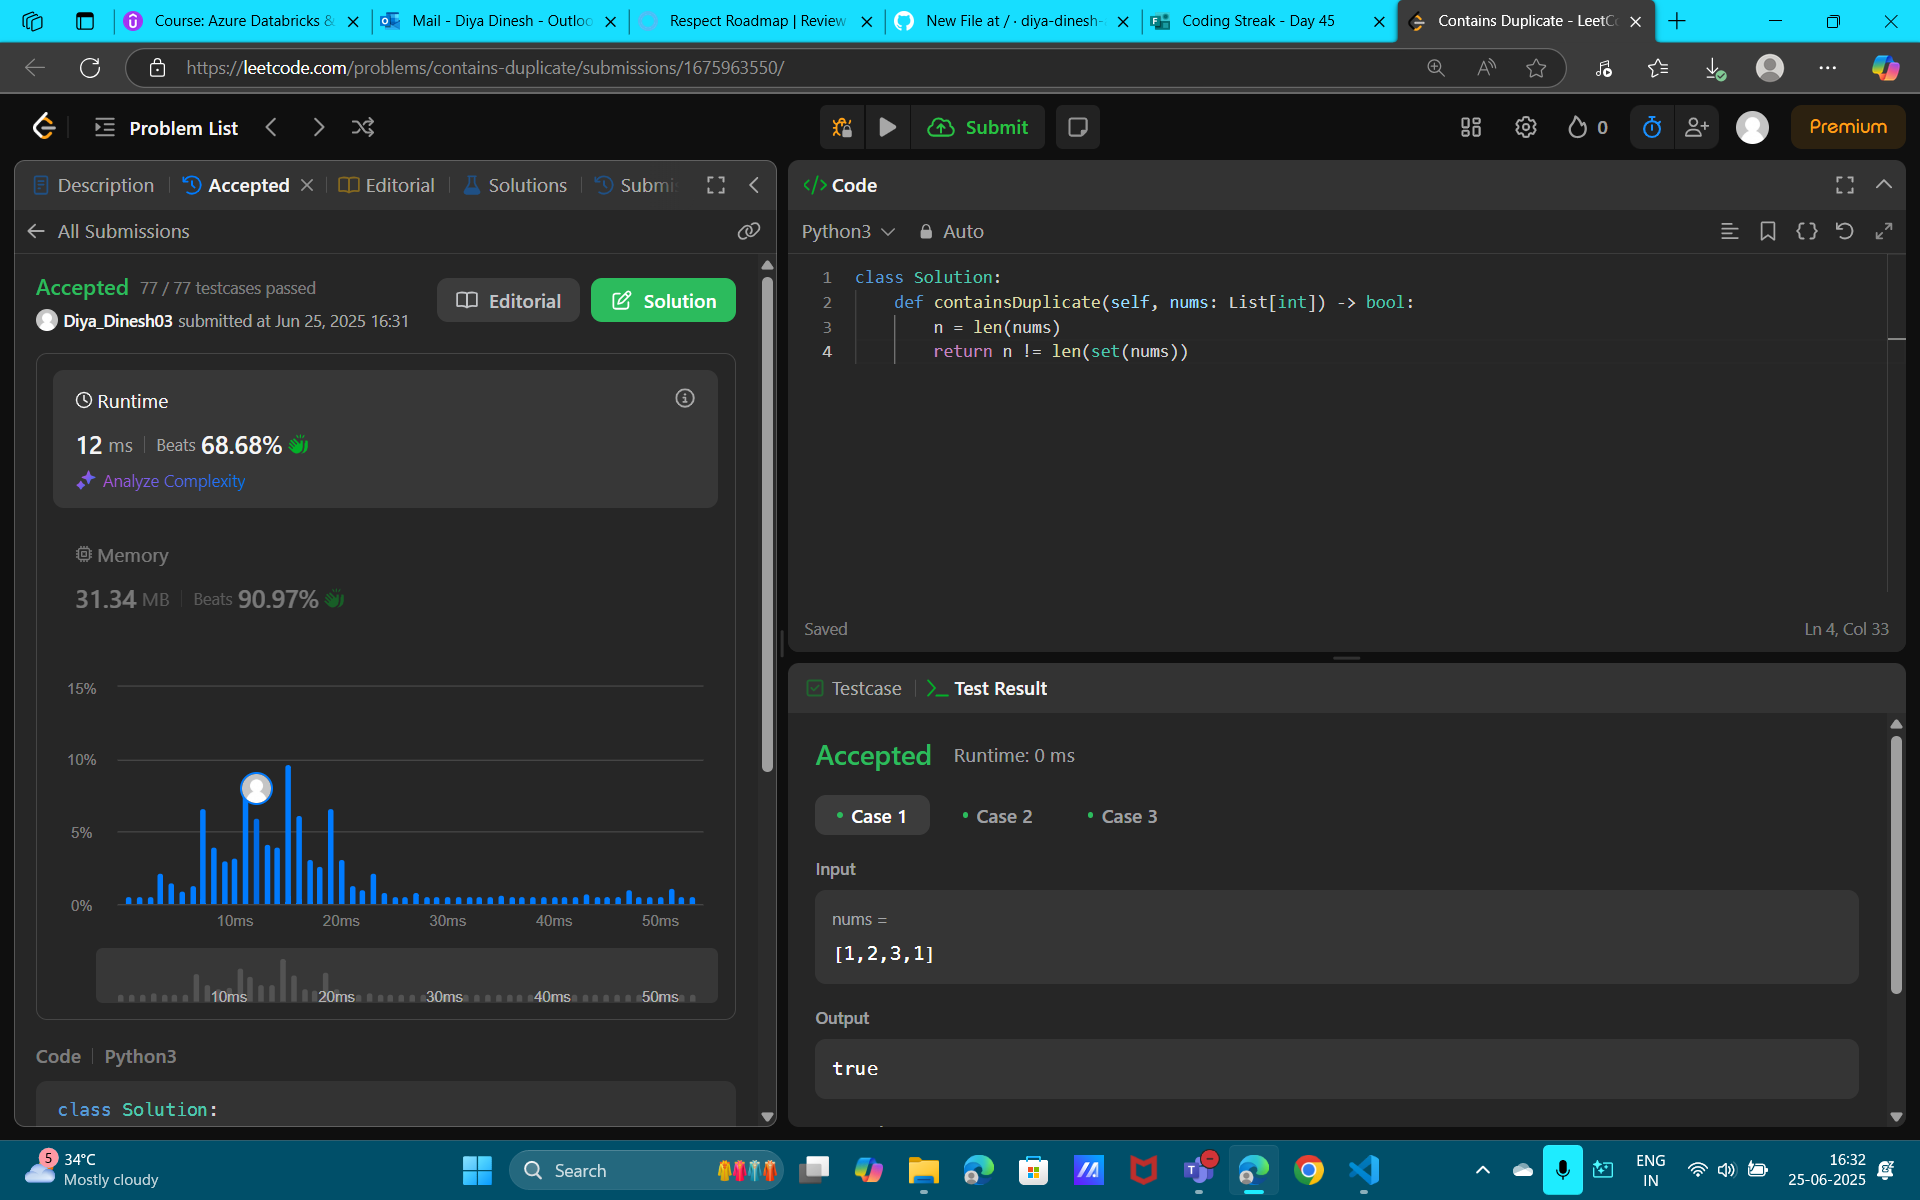 Course: Azure Databricks &
Mail - Diya Dinesh - Outloo
Respect Roadmap | Review
New File at / · diya-dinesh-
Coding Streak - Day 45
Contains Duplicate - LeetCo
https://leetcode.com/problems/contains-duplicate/submissions/1675963550/
Problem List
Submit
0
Premium
Description
Accepted
Editorial
Solutions
Submis
All Submissions
Accepted 77 / 77 testcases passed
Diya_Dinesh03 submitted at Jun 25, 2025 16:31
Editorial
Solution
Runtime
12 ms Beats 68.68%
Analyze Complexity
Memory
31.34 MB Beats 90.97%
15%
10%
5%
0%
10ms 20ms 30ms 40ms 50ms
10ms 20ms 30ms 40ms 50ms
Code Python3
class Solution:
</> Code
Python3 Auto
1 class Solution:
2 def containsDuplicate(self, nums: List[int]) -> bool:
3 n = len(nums)
4 return n != len(set(nums))
Saved
Ln 4, Col 33
Testcase
Test Result
Accepted Runtime: 0 ms
Case 1
Case 2
Case 3
Input
nums =
[1,2,3,1]
Output
true
5
34°C
Mostly cloudy
Search
ENG
IN
16:32
25-06-2025